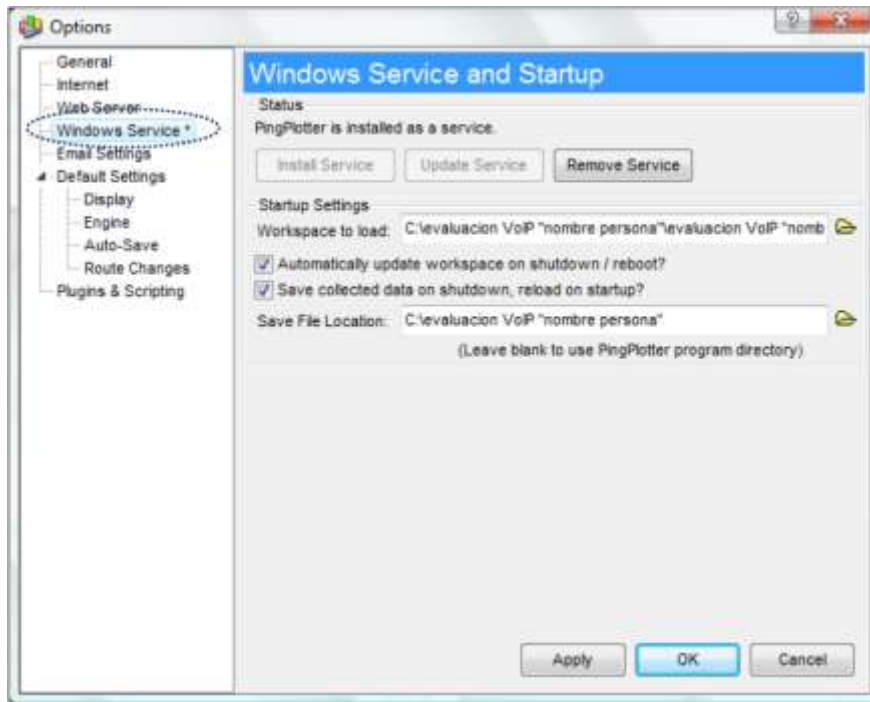 Options
General
Internet
Web Server
Windows Service *
Email Settings
Default Settings
Display
Engine
Auto-Save
Route Changes
Plugins & Scripting
Windows Service and Startup
Status
PingPlotter is installed as a service.
Install Service Update Service Remove Service
Startup Settings
Workspace to load: C:\evaluacion VoIP "nombre persona"\evaluacion VoIP "nomb
Automatically update workspace on shutdown / reboot?
Save collected data on shutdown, reload on startup?
Save File Location: C:\evaluacion VoIP "nombre persona"
(Leave blank to use PingPlotter program directory)
Apply OK Cancel